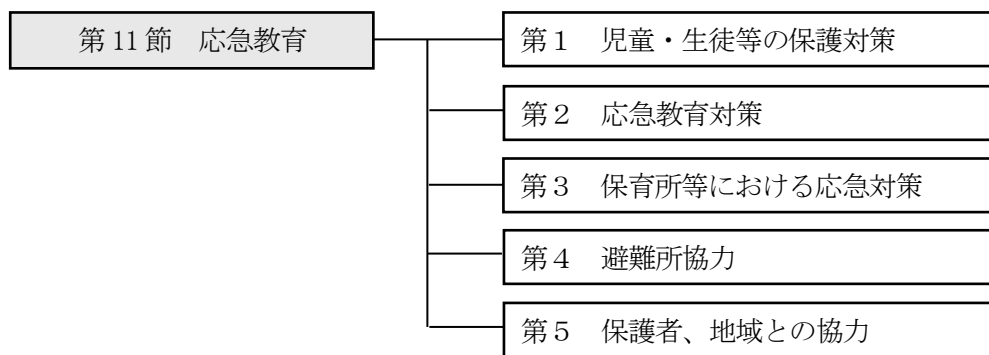 第11節　応急教育
第１　児童・生徒等の保護対策
第２　応急教育対策
第３　保育所等における応急対策
第４　避難所協力
第５　保護者、地域との協力